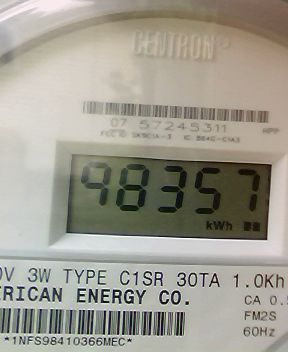 CENTRON®
07 57245311
98357
kWh
0V 3W TYPE C1SR 30TA 1.0Kh
ERICAN ENERGY CO.
CA 0.5
FM2S
60Hz
*1NFS98410366MEC*